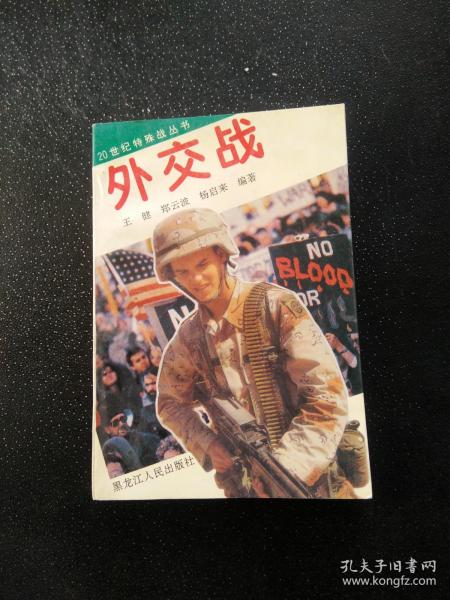 20世纪特殊战丛书
外交战
王健 郑云波 杨启来 编著
NO
BLOOD
OR
N
黑龙江人民出版社
孔夫子旧书网
www.kongfz.com